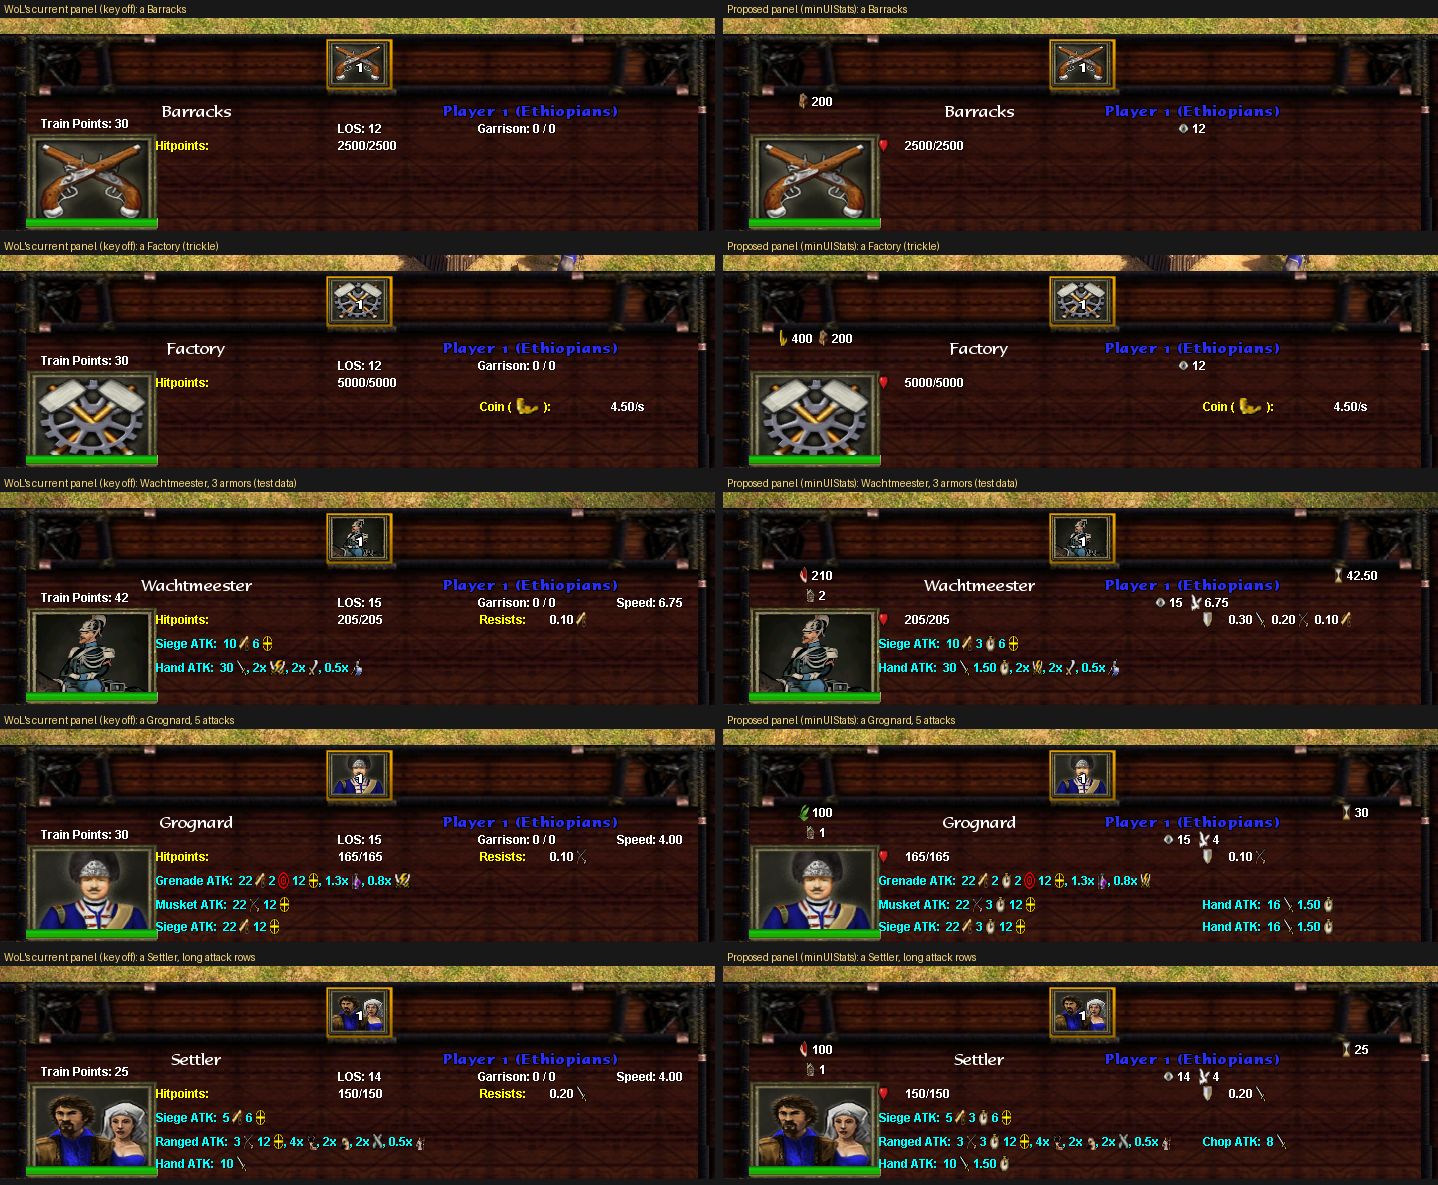 WoL's current panel (key off): a Barracks
1
Barracks
Player 1 (Ethiopians)
Train Points: 30
LOS: 12
Garrison: 0 / 0
Hitpoints:
2500/2500
Proposed panel (minUIStats): a Barracks
1
200
Barracks
Player 1 (Ethiopians)
12
2500/2500
WoL's current panel (key off): a Factory (trickle)
1
Factory
Player 1 (Ethiopians)
Train Points: 30
LOS: 12
Garrison: 0 / 0
Hitpoints:
5000/5000
Coin ( ):
4.50/s
Proposed panel (minUIStats): a Factory (trickle)
1
400 200
Factory
Player 1 (Ethiopians)
12
5000/5000
Coin ( ):
4.50/s
WoL's current panel (key off): Wachtmeester, 3 armors (test data)
1
Wachtmeester
Player 1 (Ethiopians)
Train Points: 42
LOS: 15
Garrison: 0 / 0
Speed: 6.75
Hitpoints:
205/205
Resists:
0.10
Siege ATK: 10 6
Hand ATK: 30 , 2x , 2x , 0.5x
Proposed panel (minUIStats): Wachtmeester, 3 armors (test data)
1
210
42.50
Wachtmeester
Player 1 (Ethiopians)
2
15 6.75
205/205
0.30 0.20 0.10
Siege ATK: 10 3 6
Hand ATK: 30 1.50 , 2x , 2x , 0.5x
WoL's current panel (key off): a Grognard, 5 attacks
1
Grognard
Player 1 (Ethiopians)
Train Points: 30
LOS: 15
Garrison: 0 / 0
Speed: 4.00
Hitpoints:
165/165
Resists:
0.10
Grenade ATK: 22 2 12 , 1.3x , 0.8x
Musket ATK: 22 12
Siege ATK: 22 12
Proposed panel (minUIStats): a Grognard, 5 attacks
1
100
30
Grognard
Player 1 (Ethiopians)
1
15 4
165/165
0.10
Grenade ATK: 22 2 2 12 , 1.3x , 0.8x
Musket ATK: 22 3 12
Hand ATK: 16 1.50
Siege ATK: 22 3 12
Hand ATK: 16 1.50
WoL's current panel (key off): a Settler, long attack rows
1
Settler
Player 1 (Ethiopians)
Train Points: 25
LOS: 14
Garrison: 0 / 0
Speed: 4.00
Hitpoints:
150/150
Resists:
0.20
Siege ATK: 5 6
Ranged ATK: 3 12 , 4x , 2x , 2x , 0.5x
Hand ATK: 10
Proposed panel (minUIStats): a Settler, long attack rows
1
100
25
Settler
Player 1 (Ethiopians)
1
14 4
150/150
0.20
Siege ATK: 5 3 6
Ranged ATK: 3 3 12 , 4x , 2x , 2x , 0.5x
Chop ATK: 8
Hand ATK: 10 1.50